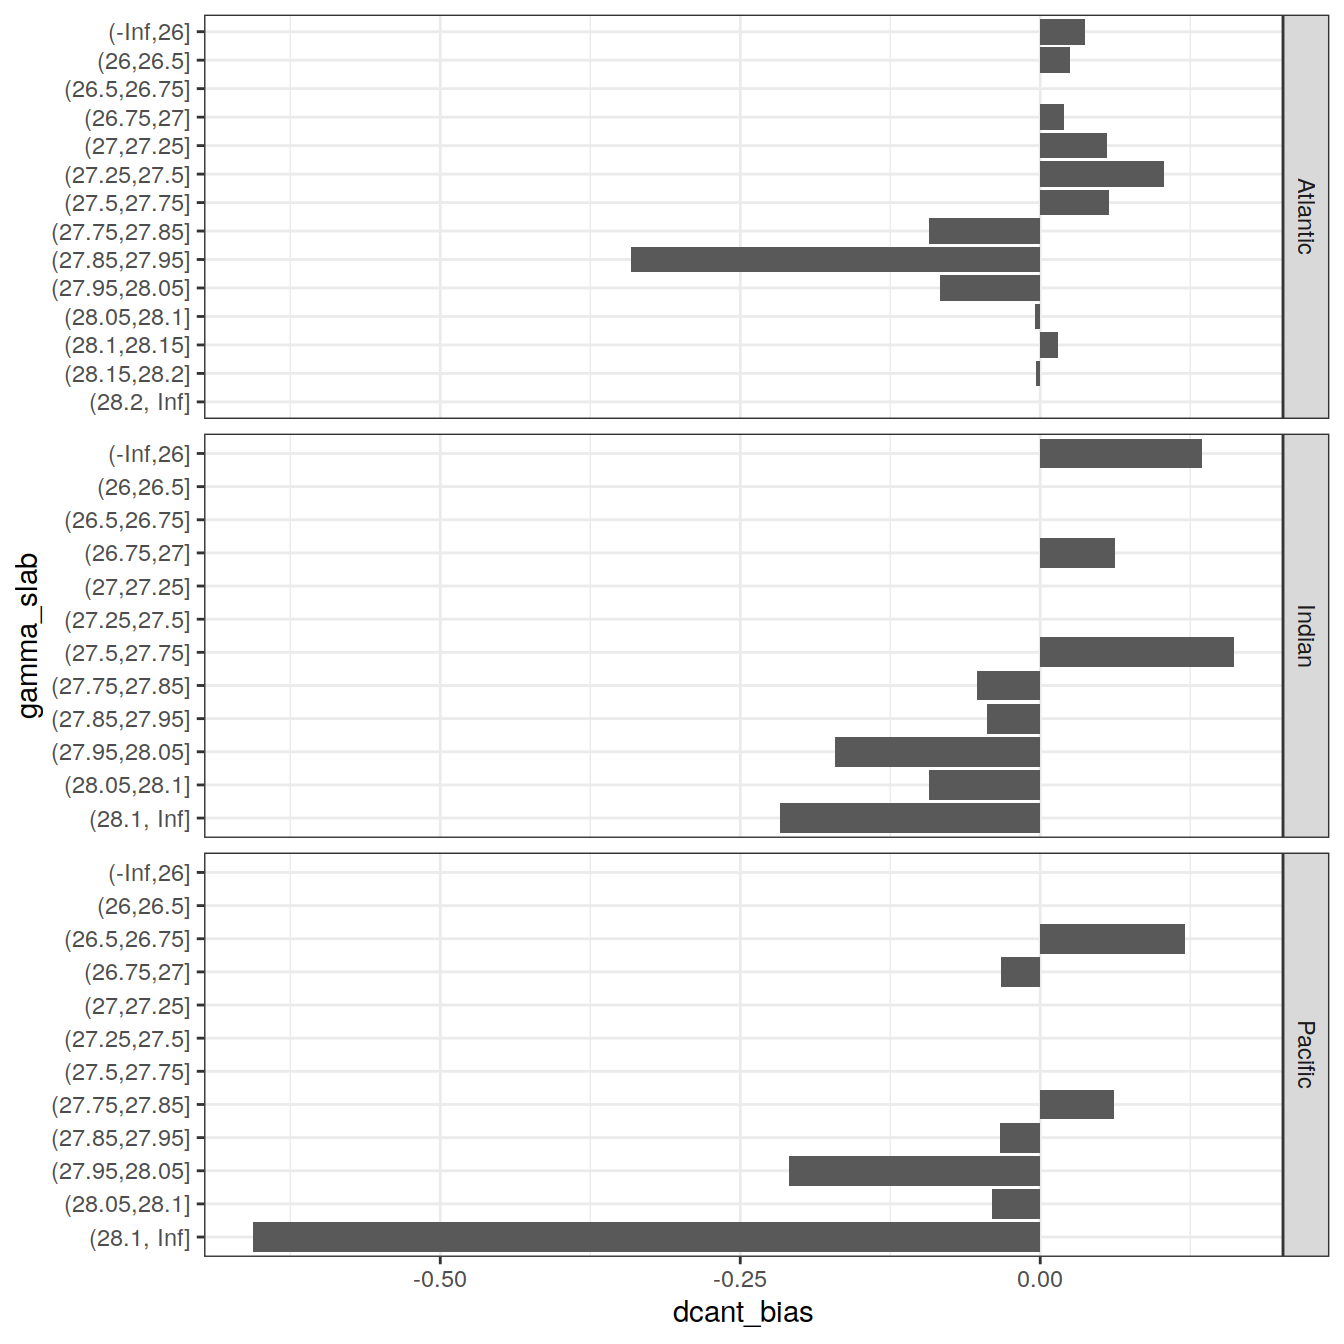 (-Inf,26]
(26,26.5]
(26.5,26.75]
(26.75,27]
(27,27.25]
(27.25,27.5]
(27.5,27.75]
(27.75,27.85]
(27.85,27.95]
(27.95,28.05]
(28.05,28.1]
(28.1,28.15]
(28.15,28.2]
(28.2, Inf]
Atlantic
(-Inf,26]
(26,26.5]
(26.5,26.75]
(26.75,27]
(27,27.25]
(27.25,27.5]
(27.5,27.75]
(27.75,27.85]
(27.85,27.95]
(27.95,28.05]
(28.05,28.1]
(28.1, Inf]
Indian
gamma_slab
(-Inf,26]
(26,26.5]
(26.5,26.75]
(26.75,27]
(27,27.25]
(27.25,27.5]
(27.5,27.75]
(27.75,27.85]
(27.85,27.95]
(27.95,28.05]
(28.05,28.1]
(28.1, Inf]
Pacific
-0.50 -0.25 0.00
dcant_bias